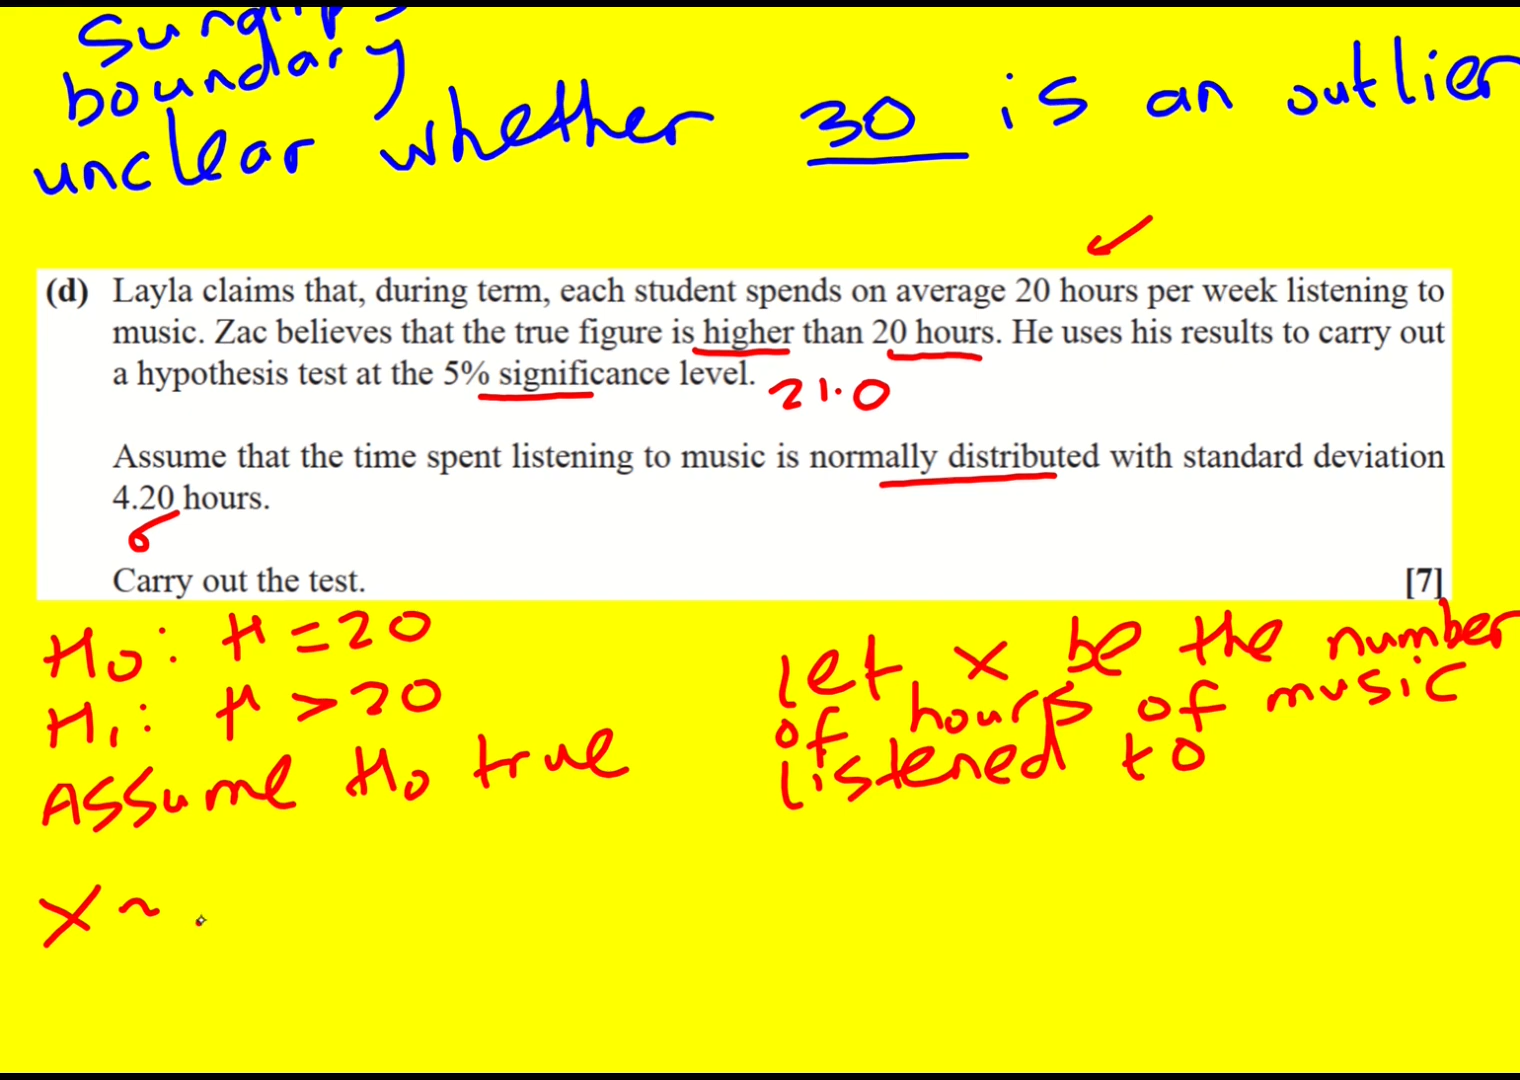 boundary
unclear whether 30 is an outlier
(d) Layla claims that, during term, each student spends on average 20 hours per week listening to
music. Zac believes that the true figure is higher than 20 hours. He uses his results to carry out
a hypothesis test at the 5% significance level.
21.0
Assume that the time spent listening to music is normally distributed with standard deviation
4.20 hours.
σ
Carry out the test. [7]
H₀: μ = 20
H₁: μ > 20
Assume H₀ true
X ~
Let X be the number
of hours of music
listened to